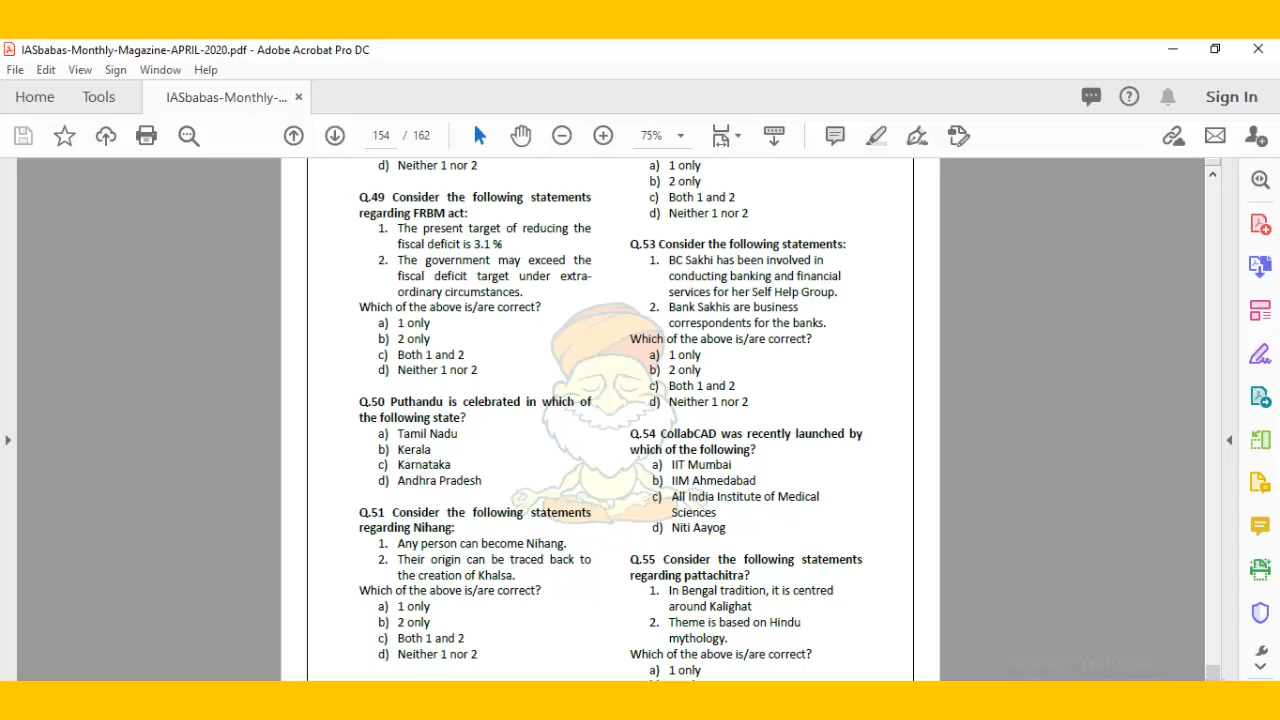 IASbabas-Monthly-Magazine-APRIL-2020.pdf - Adobe Acrobat Pro DC
File Edit View Sign Window Help
Home Tools IASbabas-Monthly-... × Sign In
154 / 162 75%
d) Neither 1 nor 2
Q.49 Consider the following statements
regarding FRBM act:
1. The present target of reducing the
fiscal deficit is 3.1 %
2. The government may exceed the
fiscal deficit target under extra-
ordinary circumstances.
Which of the above is/are correct?
a) 1 only
b) 2 only
c) Both 1 and 2
d) Neither 1 nor 2
Q.50 Puthandu is celebrated in which of
the following state?
a) Tamil Nadu
b) Kerala
c) Karnataka
d) Andhra Pradesh
Q.51 Consider the following statements
regarding Nihang:
1. Any person can become Nihang.
2. Their origin can be traced back to
the creation of Khalsa.
Which of the above is/are correct?
a) 1 only
b) 2 only
c) Both 1 and 2
d) Neither 1 nor 2
a) 1 only
b) 2 only
c) Both 1 and 2
d) Neither 1 nor 2
Q.53 Consider the following statements:
1. BC Sakhi has been involved in
conducting banking and financial
services for her Self Help Group.
2. Bank Sakhis are business
correspondents for the banks.
Which of the above is/are correct?
a) 1 only
b) 2 only
c) Both 1 and 2
d) Neither 1 nor 2
Q.54 CollabCAD was recently launched by
which of the following?
a) IIT Mumbai
b) IIM Ahmedabad
c) All India Institute of Medical
Sciences
d) Niti Aayog
Q.55 Consider the following statements
regarding pattachitra?
1. In Bengal tradition, it is centred
around Kalighat
2. Theme is based on Hindu
mythology.
Which of the above is/are correct?
a) 1 only